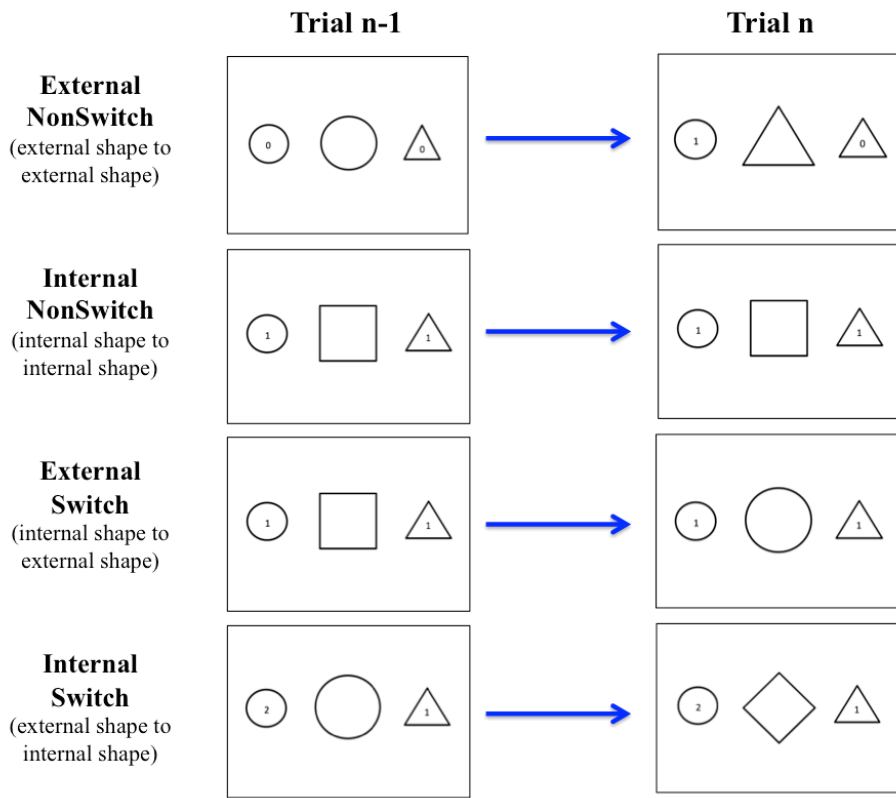 Trial n-1
Trial n
External
NonSwitch
(external shape to
external shape)
0
0
1
0
Internal
NonSwitch
(internal shape to
internal shape)
1
1
1
1
External
Switch
(internal shape to
external shape)
1
1
1
1
Internal
Switch
(external shape to
internal shape)
2
1
2
1